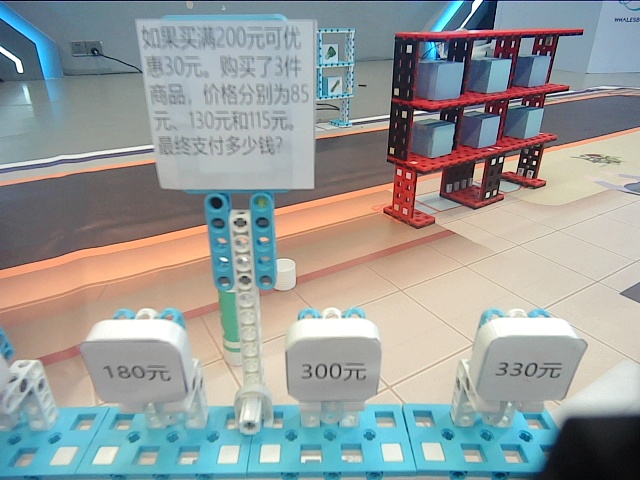 WHALESB
如果买满200元可优
惠30元。购买了3件
商品，价格分别为85
元、130元和115元。
最终支付多少钱?
180元
300元
330元